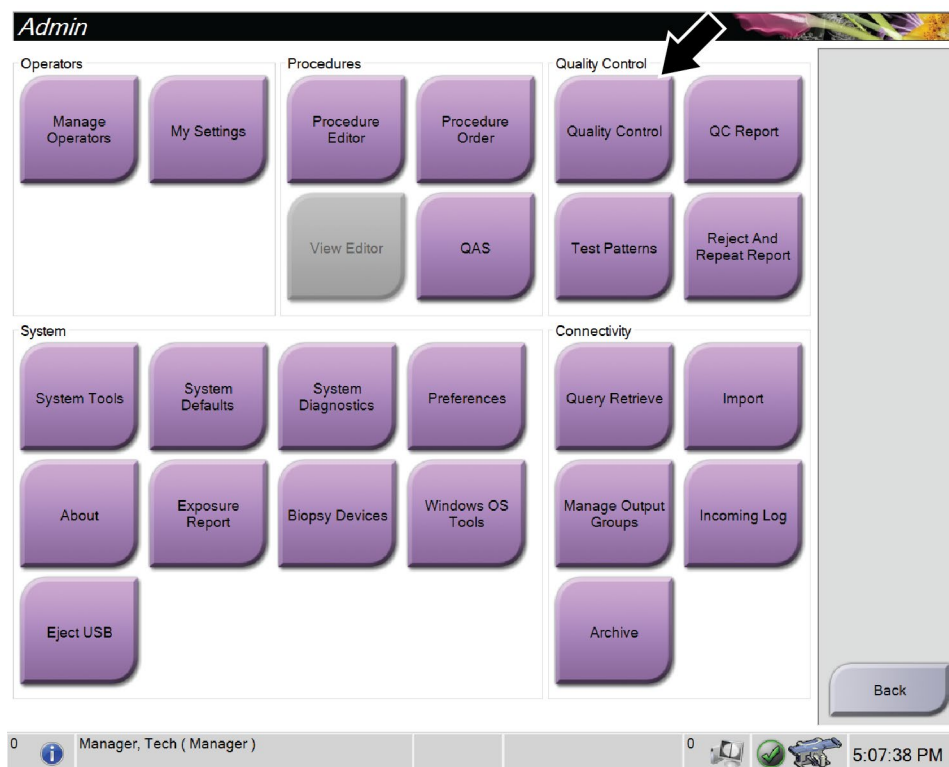 Admin
Operators
Manage
Operators
My Settings
Procedures
Procedure
Editor
Procedure
Order
View Editor
QAS
Quality Control
Quality Control
QC Report
Test Patterns
Reject And
Repeat Report
System
System Tools
System
Defaults
System
Diagnostics
Preferences
About
Exposure
Report
Biopsy Devices
Windows OS
Tools
Eject USB
Connectivity
Query Retrieve
Import
Manage Output
Groups
Incoming Log
Archive
Back
0
Manager, Tech ( Manager )
0
5:07:38 PM